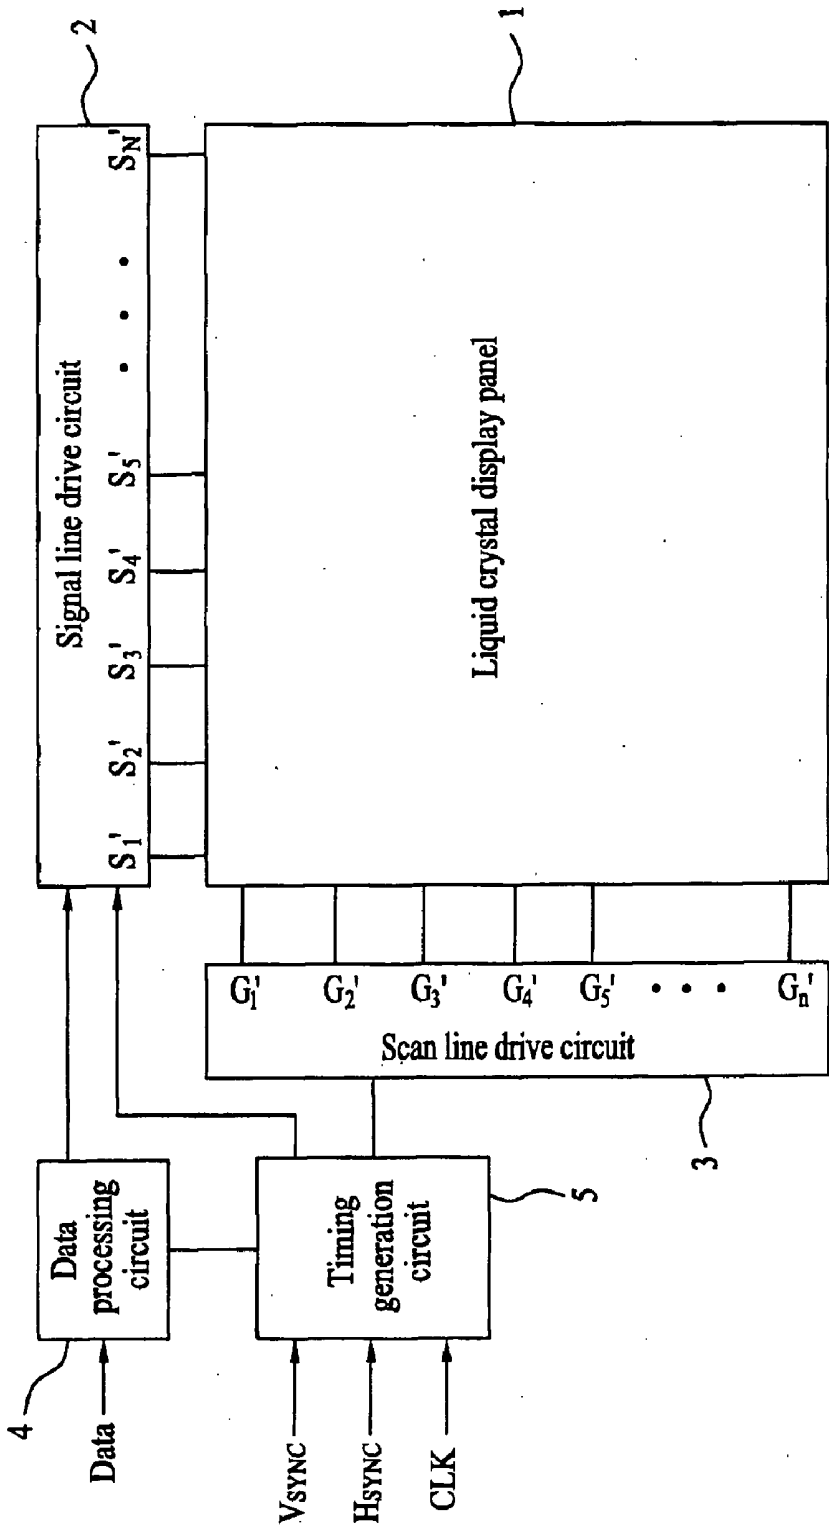 2
Signal line drive circuit
S1' S2' S3' S4' S5' • • • SN'
1
Liquid crystal display panel
G1'
G2'
G3'
G4'
G5'
•
•
•
Gn'
Scan line drive circuit
3
4
Data
processing
circuit
Data
Timing
generation
circuit
5
VSYNC
HSYNC
CLK